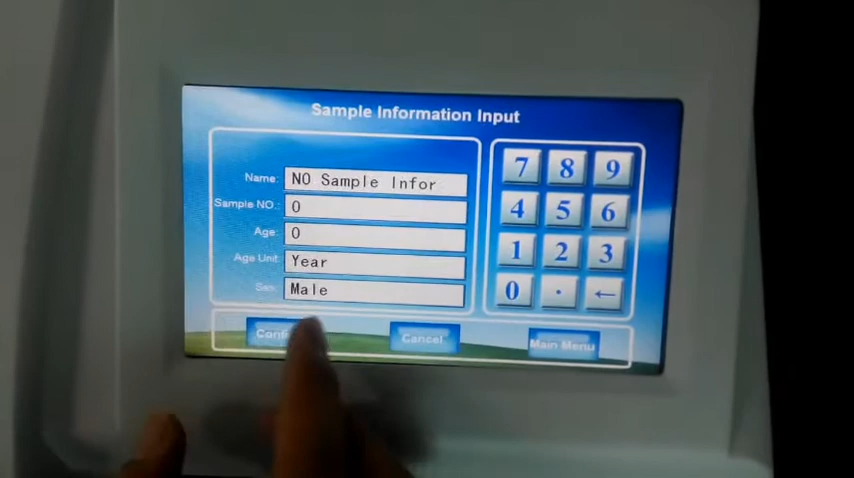 Sample Information Input
Name: NO Sample Infor
Sample NO.: 0
Age: 0
Age Unit: Year
Sex: Male
7 8 9
4 5 6
1 2 3
0 . ←
Cancel
Main Menu